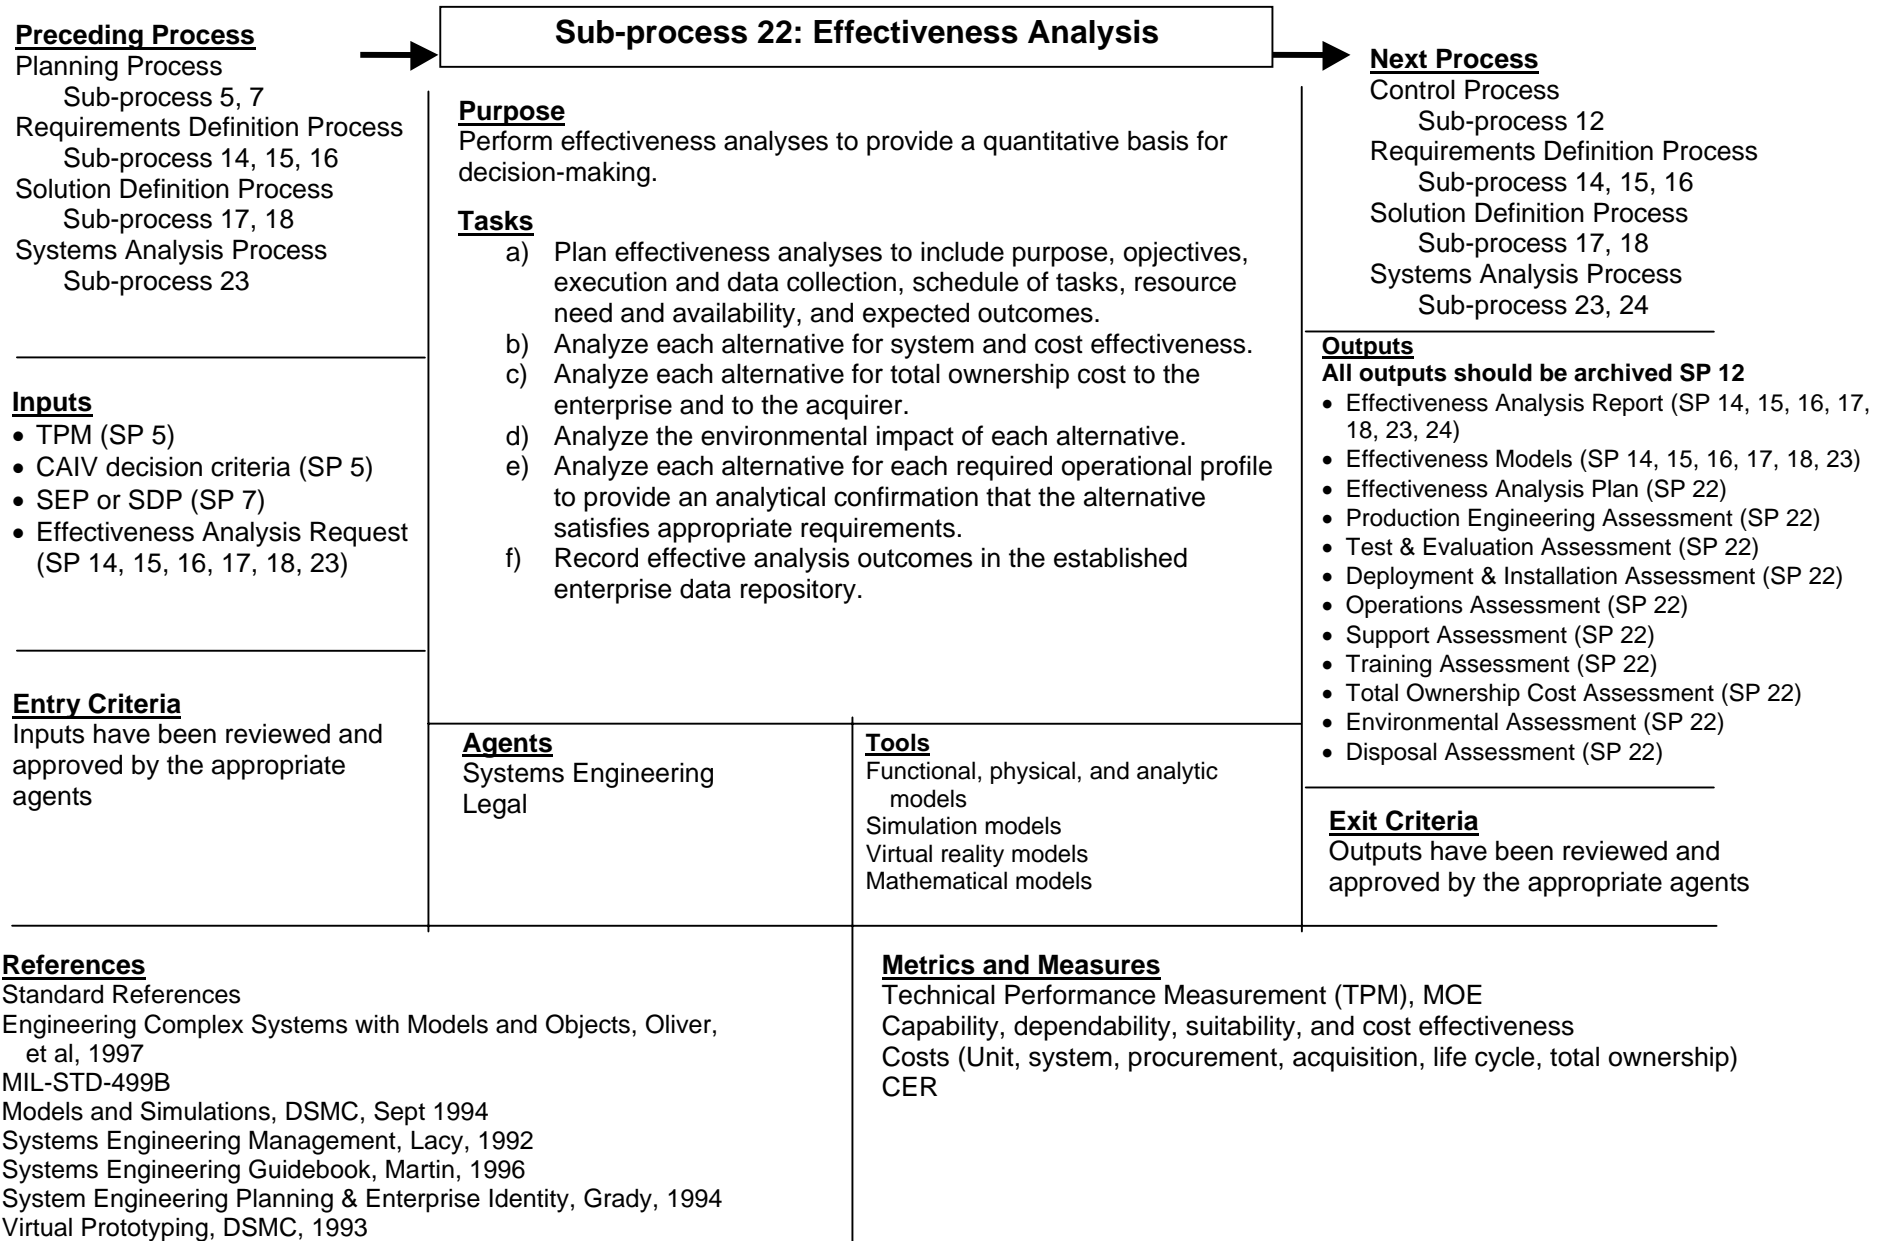 Sub-process 22: Effectiveness Analysis
Preceding Process
Planning Process
Sub-process 5, 7
Requirements Definition Process
Sub-process 14, 15, 16
Solution Definition Process
Sub-process 17, 18
Systems Analysis Process
Sub-process 23
Inputs
• TPM (SP 5)
• CAIV decision criteria (SP 5)
• SEP or SDP (SP 7)
• Effectiveness Analysis Request
(SP 14, 15, 16, 17, 18, 23)
Entry Criteria
Inputs have been reviewed and
approved by the appropriate
agents
Purpose
Perform effectiveness analyses to provide a quantitative basis for
decision-making.
Tasks
a) Plan effectiveness analyses to include purpose, opjectives,
execution and data collection, schedule of tasks, resource
need and availability, and expected outcomes.
b) Analyze each alternative for system and cost effectiveness.
c) Analyze each alternative for total ownership cost to the
enterprise and to the acquirer.
d) Analyze the environmental impact of each alternative.
e) Analyze each alternative for each required operational profile
to provide an analytical confirmation that the alternative
satisfies appropriate requirements.
f) Record effective analysis outcomes in the established
enterprise data repository.
Agents
Systems Engineering
Legal
Tools
Functional, physical, and analytic
models
Simulation models
Virtual reality models
Mathematical models
Next Process
Control Process
Sub-process 12
Requirements Definition Process
Sub-process 14, 15, 16
Solution Definition Process
Sub-process 17, 18
Systems Analysis Process
Sub-process 23, 24
Outputs
All outputs should be archived SP 12
• Effectiveness Analysis Report (SP 14, 15, 16, 17,
18, 23, 24)
• Effectiveness Models (SP 14, 15, 16, 17, 18, 23)
• Effectiveness Analysis Plan (SP 22)
• Production Engineering Assessment (SP 22)
• Test & Evaluation Assessment (SP 22)
• Deployment & Installation Assessment (SP 22)
• Operations Assessment (SP 22)
• Support Assessment (SP 22)
• Training Assessment (SP 22)
• Total Ownership Cost Assessment (SP 22)
• Environmental Assessment (SP 22)
• Disposal Assessment (SP 22)
Exit Criteria
Outputs have been reviewed and
approved by the appropriate agents
References
Standard References
Engineering Complex Systems with Models and Objects, Oliver,
et al, 1997
MIL-STD-499B
Models and Simulations, DSMC, Sept 1994
Systems Engineering Management, Lacy, 1992
Systems Engineering Guidebook, Martin, 1996
System Engineering Planning & Enterprise Identity, Grady, 1994
Virtual Prototyping, DSMC, 1993
Metrics and Measures
Technical Performance Measurement (TPM), MOE
Capability, dependability, suitability, and cost effectiveness
Costs (Unit, system, procurement, acquisition, life cycle, total ownership)
CER